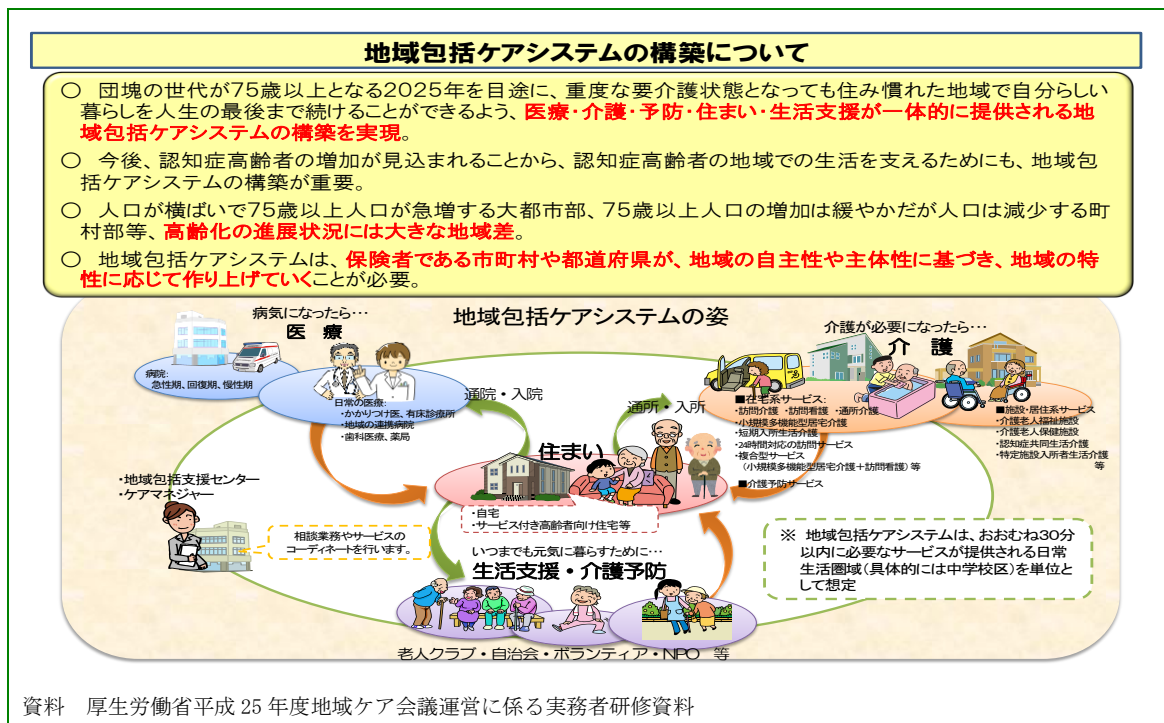 地域包括ケアシステムの構築について
○ 団塊の世代が75歳以上となる2025年を目途に、重度な要介護状態となっても住み慣れた地域で自分らしい
暮らしを人生の最後まで続けることができるよう、医療・介護・予防・住まい・生活支援が一体的に提供される地
域包括ケアシステムの構築を実現。
○ 今後、認知症高齢者の増加が見込まれることから、認知症高齢者の地域での生活を支えるためにも、地域包
括ケアシステムの構築が重要。
○ 人口が横ばいで75歳以上人口が急増する大都市部、75歳以上人口の増加は緩やかだが人口は減少する町
村部等、高齢化の進展状況には大きな地域差。
○ 地域包括ケアシステムは、保険者である市町村や都道府県が、地域の自主性や主体性に基づき、地域の特
性に応じて作り上げていくことが必要。
地域包括ケアシステムの姿
病気になったら…
医 療
病院:
急性期、回復期、慢性期
日常の医療:
・かかりつけ医、有床診療所
・地域の連携病院
・歯科医療、薬局
通院・入院
通所・入所
介護が必要になったら…
介 護
■在宅系サービス:
・訪問介護 ・訪問看護 ・通所介護
・小規模多機能型居宅介護
・短期入所生活介護
・24時間対応の訪問サービス
・複合型サービス
(小規模多機能型居宅介護+訪問看護) 等
■介護予防サービス
■施設・居住系サービス
・介護老人福祉施設
・介護老人保健施設
・認知症共同生活介護
・特定施設入所者生活介護
等
住まい
・自宅
・サービス付き高齢者向け住宅等
・地域包括支援センター
・ケアマネジャー
相談業務やサービスの
コーディネートを行います。
いつまでも元気に暮らすために…
生活支援・介護予防
老人クラブ・自治会・ボランティア・NPO 等
※ 地域包括ケアシステムは、おおむね30分
以内に必要なサービスが提供される日常
生活圏域(具体的には中学校区)を単位と
して想定
資料 厚生労働省平成 25 年度地域ケア会議運営に係る実務者研修資料